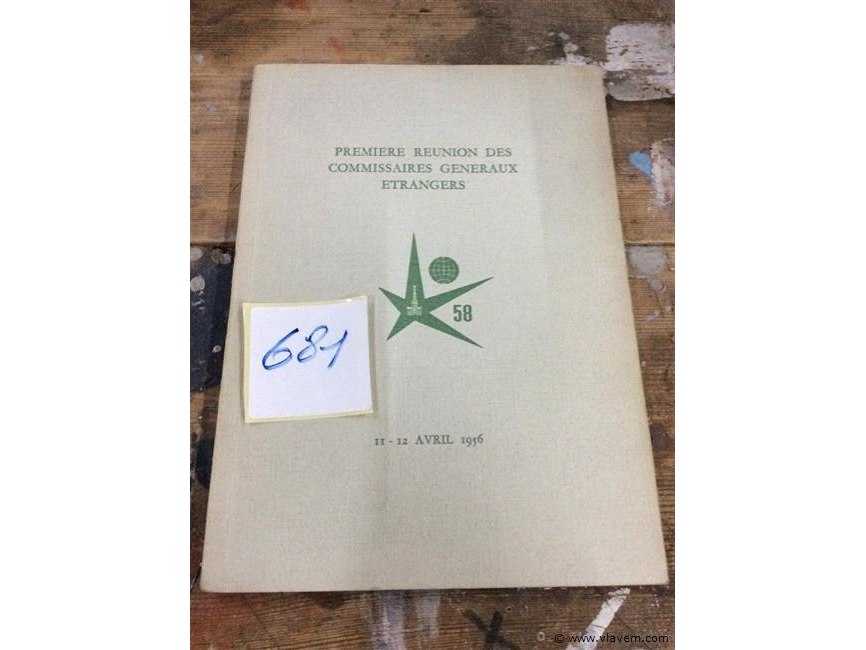 PREMIERE REUNION DES
COMMISSAIRES GENERAUX
ETRANGERS
58
681
11-12 AVRIL 1956
© www.vlavem.com